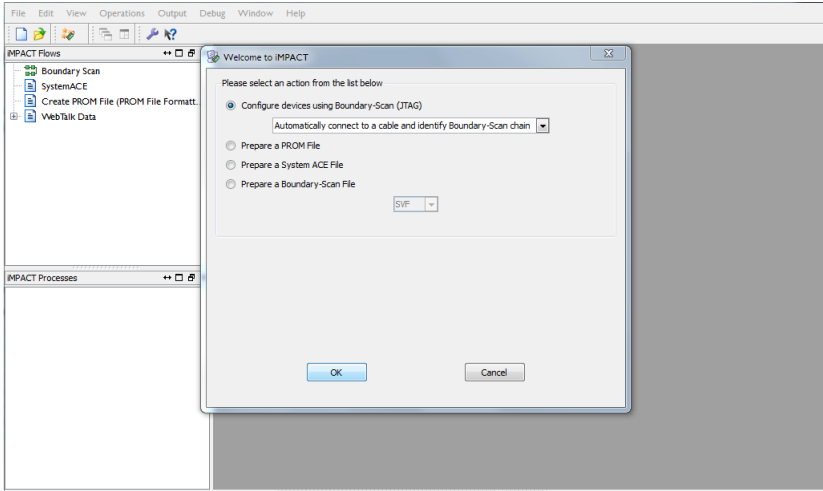 File Edit View Operations Output Debug Window Help
iMPACT Flows
Boundary Scan
SystemACE
Create PROM File (PROM File Formatt..
WebTalk Data
Welcome to iMPACT
Please select an action from the list below
Configure devices using Boundary-Scan (JTAG)
Automatically connect to a cable and identify Boundary-Scan chain
Prepare a PROM File
Prepare a System ACE File
Prepare a Boundary-Scan File
SVF
OK Cancel
iMPACT Processes